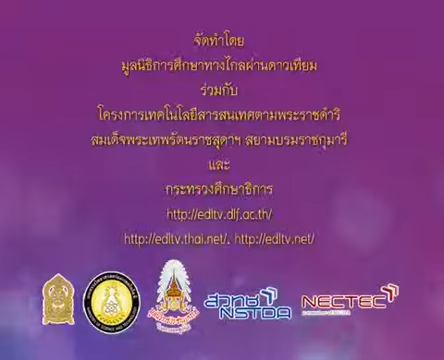 จัดทำโดย
มูลนิธิการศึกษาทางไกลผ่านดาวเทียม
ร่วมกับ
โครงการเทคโนโลยีสารสนเทศตามพระราชดำริ
สมเด็จพระเทพรัตนราชสุดาฯ สยามบรมราชกุมารี
และ
กระทรวงศึกษาธิการ
http://edltv.dlf.ac.th/
http://edltv.thai.net/, http://edltv.net/
สวทช NSTDA
NECTEC